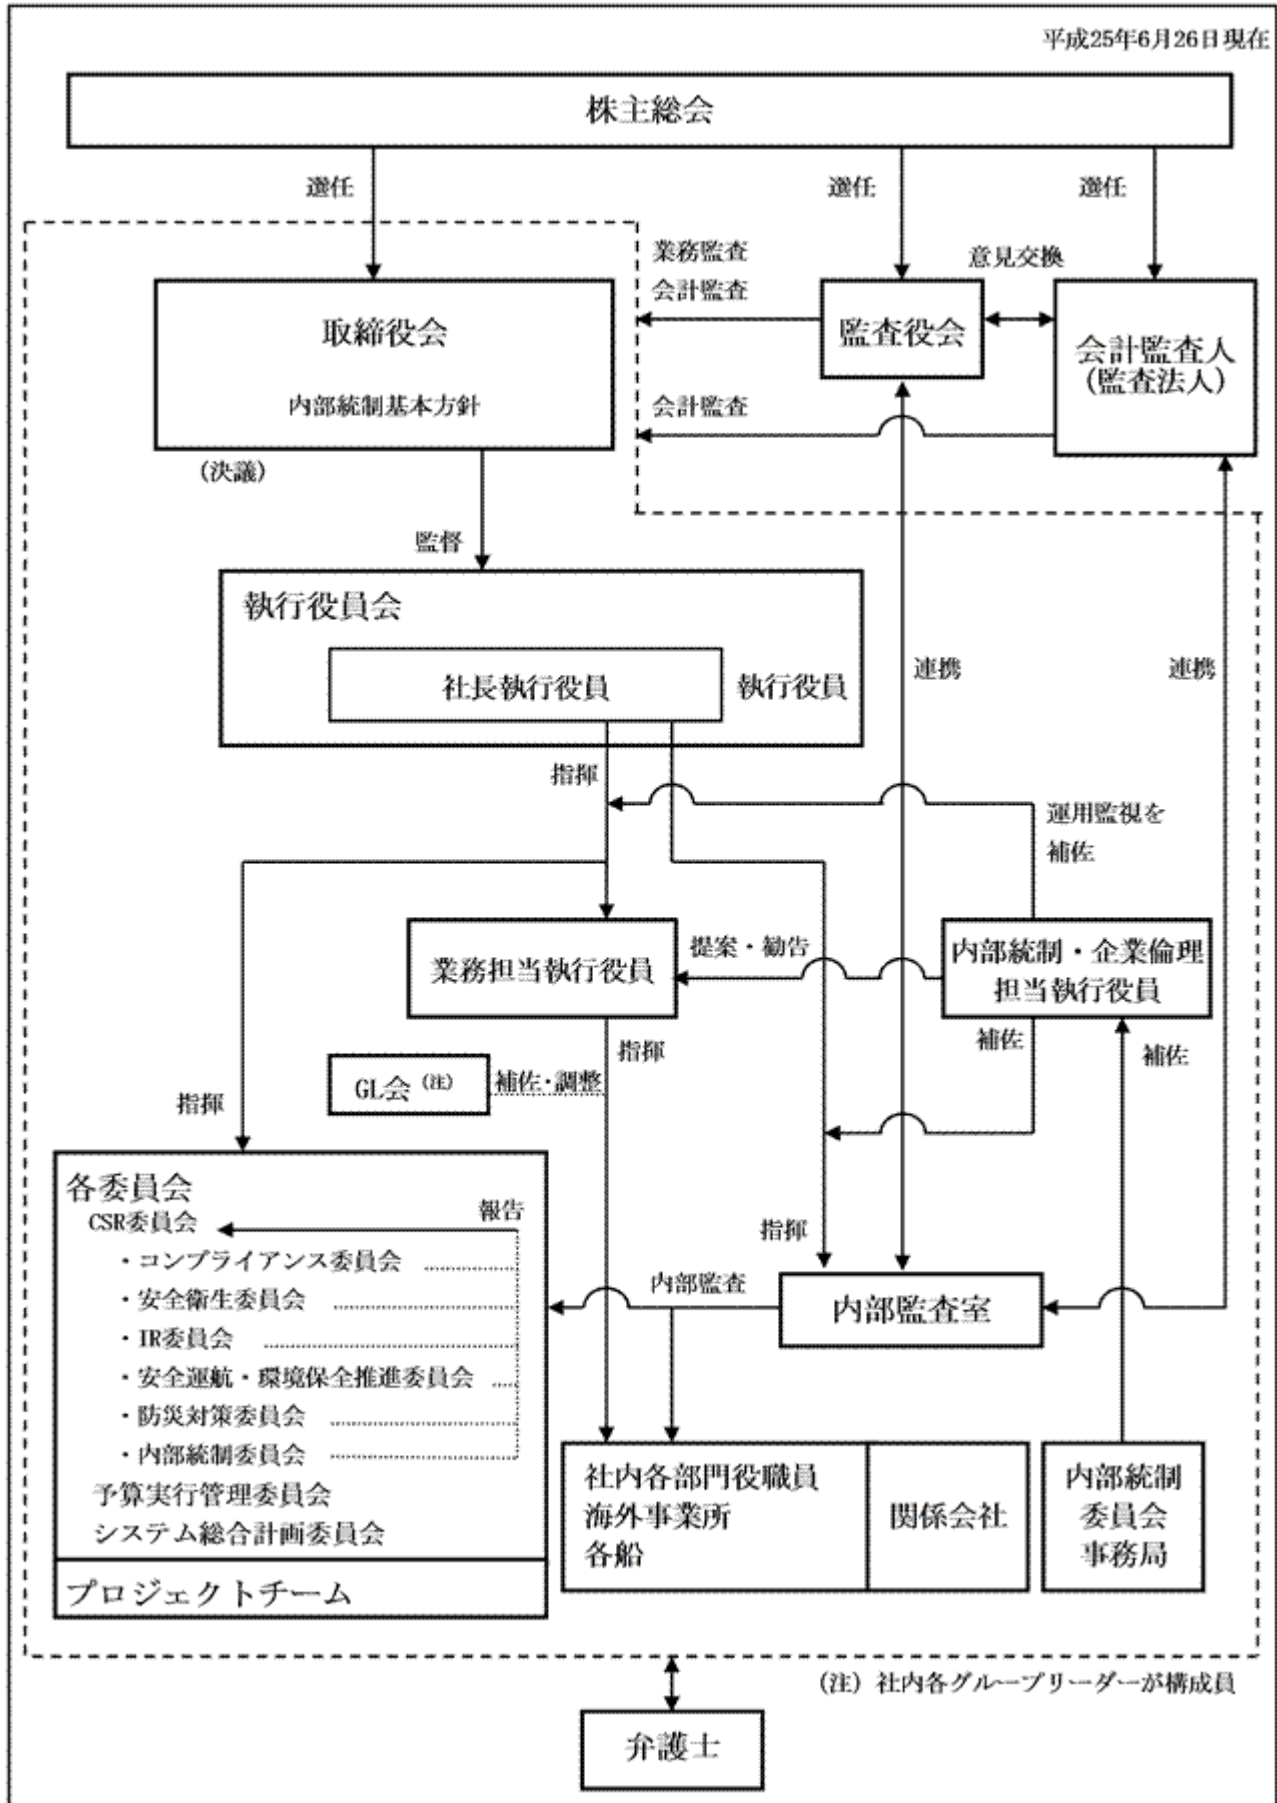 平成25年6月26日現在
株主総会
選任
選任
選任
業務監査
会計監査
意見交換
取締役会
内部統制基本方針
監査役会
会計監査人
(監査法人)
会計監査
(決議)
監督
執行役員会
社長執行役員
執行役員
連携
連携
指揮
運用監視を
補佐
業務担当執行役員
提案・勧告
内部統制・企業倫理
担当執行役員
指揮
補佐
補佐
GL会 (注)
補佐・調整
指揮
各委員会
CSR委員会
報告
・コンプライアンス委員会
・安全衛生委員会
・IR委員会
・安全運航・環境保全推進委員会
・防災対策委員会
・内部統制委員会
予算実行管理委員会
システム総合計画委員会
プロジェクトチーム
指揮
内部監査
内部監査室
社内各部門役職員
海外事業所
各船
関係会社
内部統制
委員会
事務局
(注) 社内各グループリーダーが構成員
弁護士